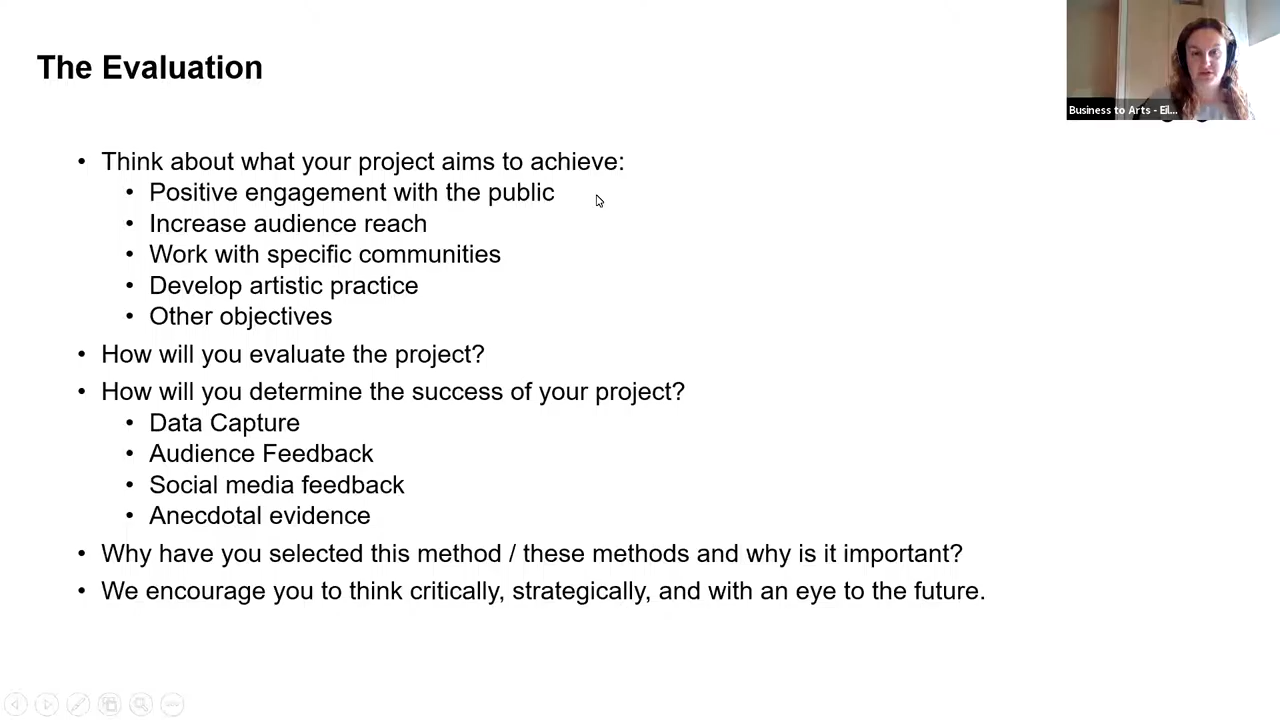 The Evaluation
Business to Arts - Eil...
• Think about what your project aims to achieve:
• Positive engagement with the public
• Increase audience reach
• Work with specific communities
• Develop artistic practice
• Other objectives
• How will you evaluate the project?
• How will you determine the success of your project?
• Data Capture
• Audience Feedback
• Social media feedback
• Anecdotal evidence
• Why have you selected this method / these methods and why is it important?
• We encourage you to think critically, strategically, and with an eye to the future.